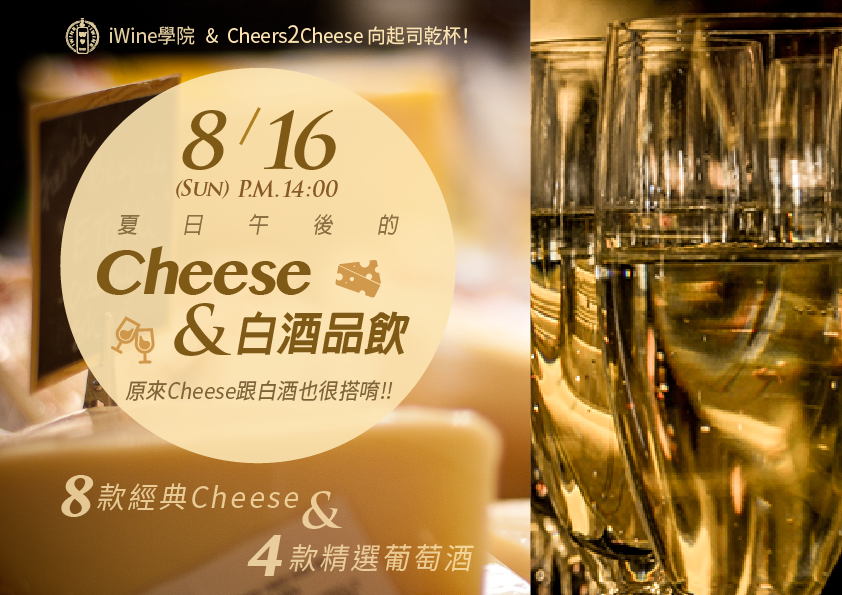 iWine學院 & Cheers2Cheese 向起司乾杯!
8/16
(SUN) P.M. 14:00
夏日午後的
Cheese
&白酒品飲
原來Cheese跟白酒也很搭唷!!
8款經典Cheese
&
4款精選葡萄酒